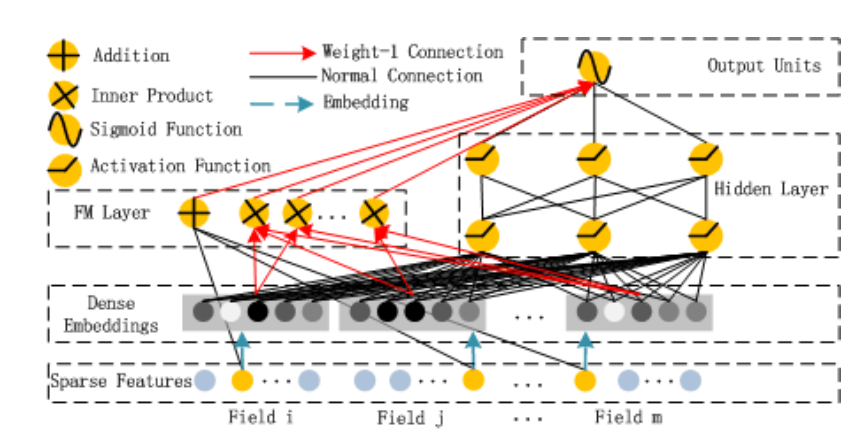 Addition
Inner Product
Sigmoid Function
Activation Function
Weight-1 Connection
Normal Connection
Embedding
Output Units
Hidden Layer
FM Layer
...
Dense
Embeddings
...
Sparse Features
...
...
...
...
Field i
Field j
...
Field m